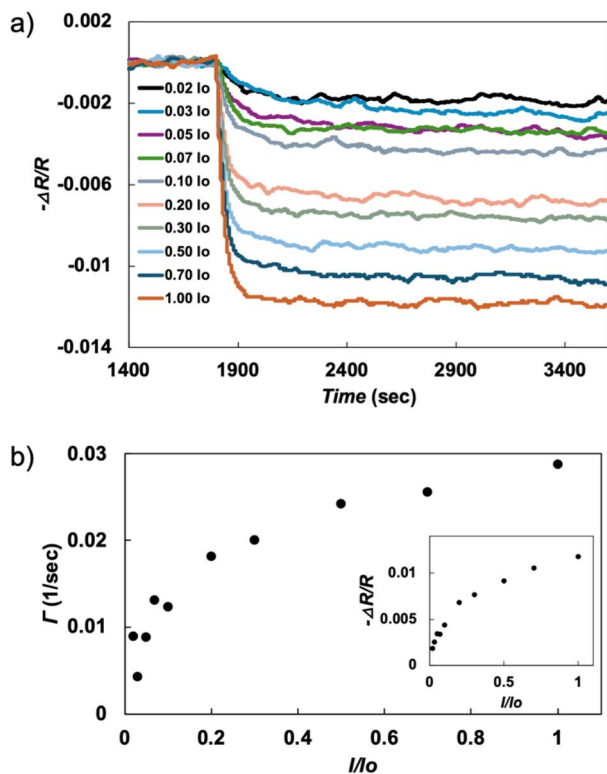 a)
0.002
-0.002
-0.006
-0.01
-0.014
-ΔR/R
0.02 Io
0.03 Io
0.05 Io
0.07 Io
0.10 Io
0.20 Io
0.30 Io
0.50 Io
0.70 Io
1.00 Io
1400 1900 2400 2900 3400
Time (sec)
b)
0.03
0.02
0.01
0
Γ (1/sec)
0 0.2 0.4 0.6 0.8 1
I/Io
0.01
0.005
0
-ΔR/R
0 0.5 1
I/Io